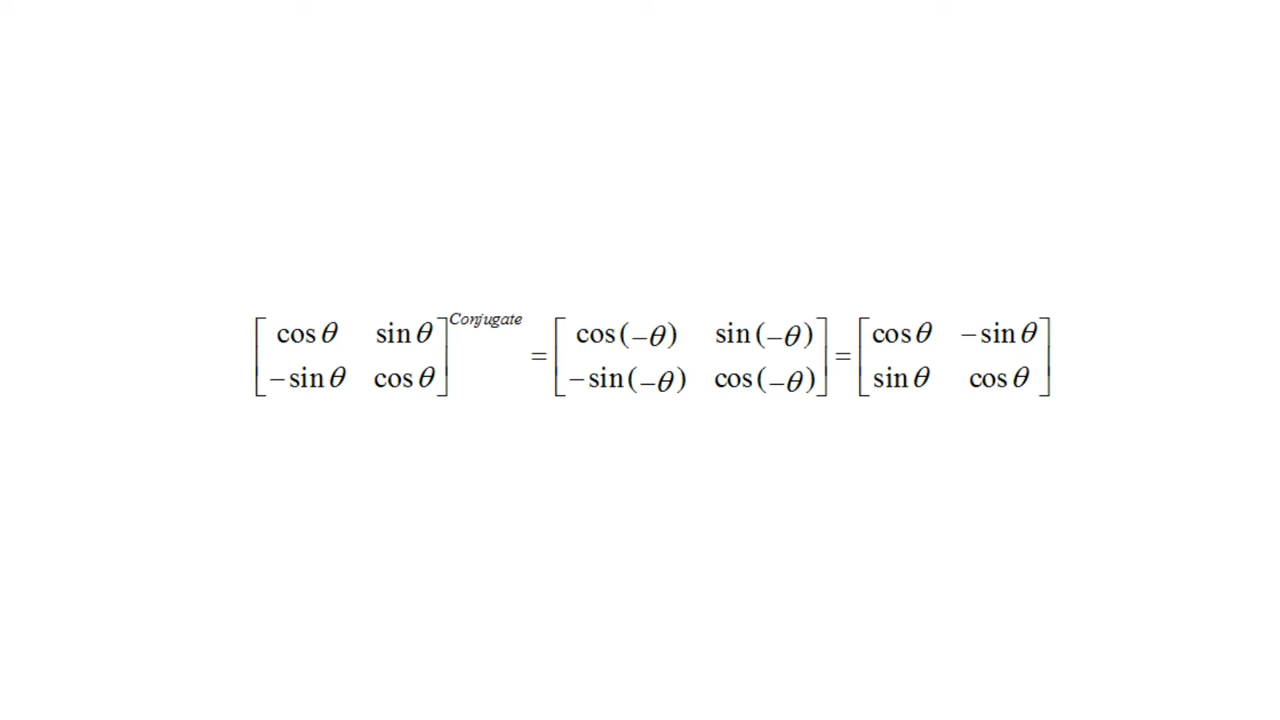 [cos θ sin θ]^Conjugate = [cos(−θ) sin(−θ)] = [cos θ −sin θ]
[−sin θ cos θ] [−sin(−θ) cos(−θ)] [sin θ cos θ]